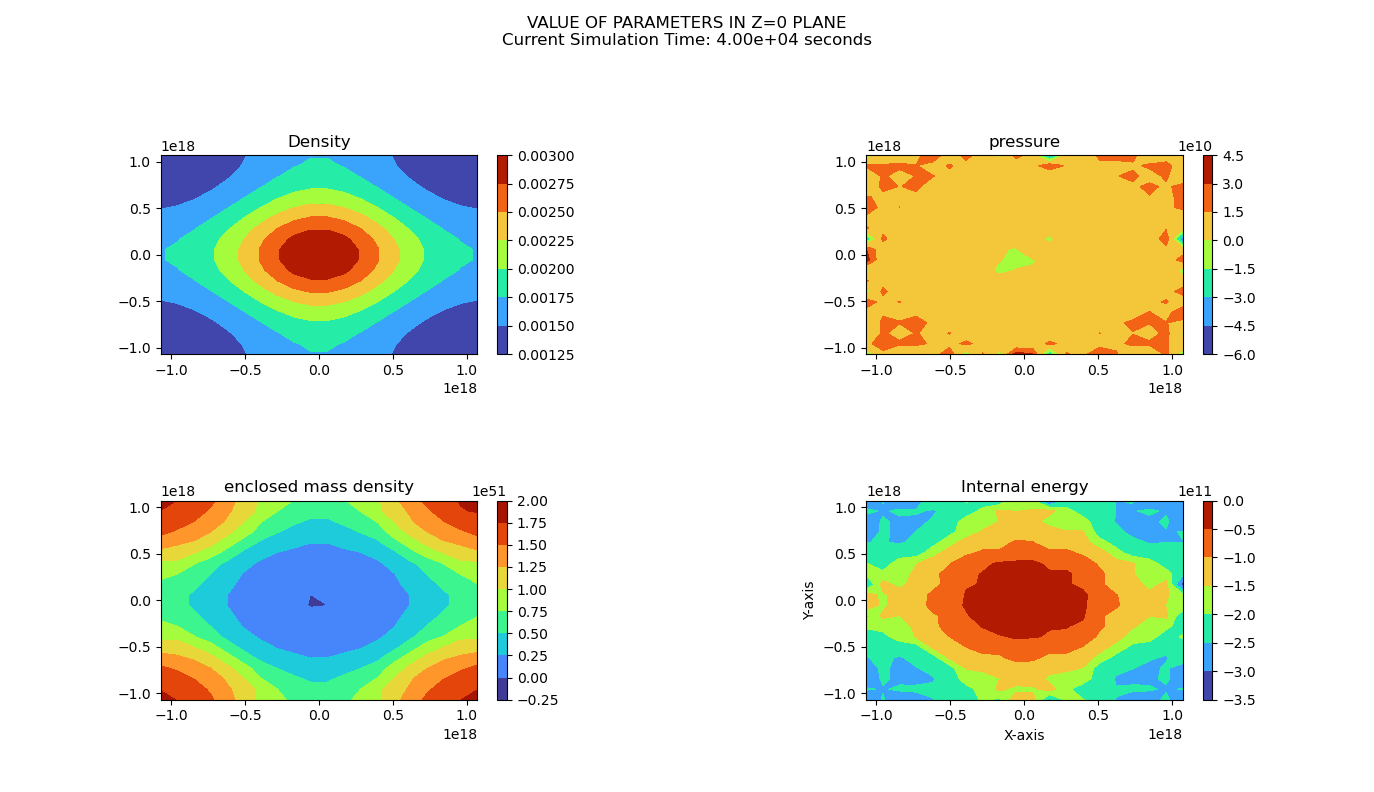 VALUE OF PARAMETERS IN Z=0 PLANE
Current Simulation Time: 4.00e+04 seconds
Density
1e18
1.0
0.5
0.0
−0.5
−1.0
−1.0 −0.5 0.0 0.5 1.0
1e18
0.00300
0.00275
0.00250
0.00225
0.00200
0.00175
0.00150
0.00125
pressure
1e18
1e10
1.0
0.5
0.0
−0.5
−1.0
−1.0 −0.5 0.0 0.5 1.0
1e18
4.5
3.0
1.5
0.0
−1.5
−3.0
−4.5
−6.0
enclosed mass density
1e18
1e51
1.0
0.5
0.0
−0.5
−1.0
−1.0 −0.5 0.0 0.5 1.0
1e18
2.00
1.75
1.50
1.25
1.00
0.75
0.50
0.25
0.00
−0.25
Internal energy
1e18
1e11
Y-axis
1.0
0.5
0.0
−0.5
−1.0
−1.0 −0.5 0.0 0.5 1.0
X-axis
1e18
0.0
−0.5
−1.0
−1.5
−2.0
−2.5
−3.0
−3.5